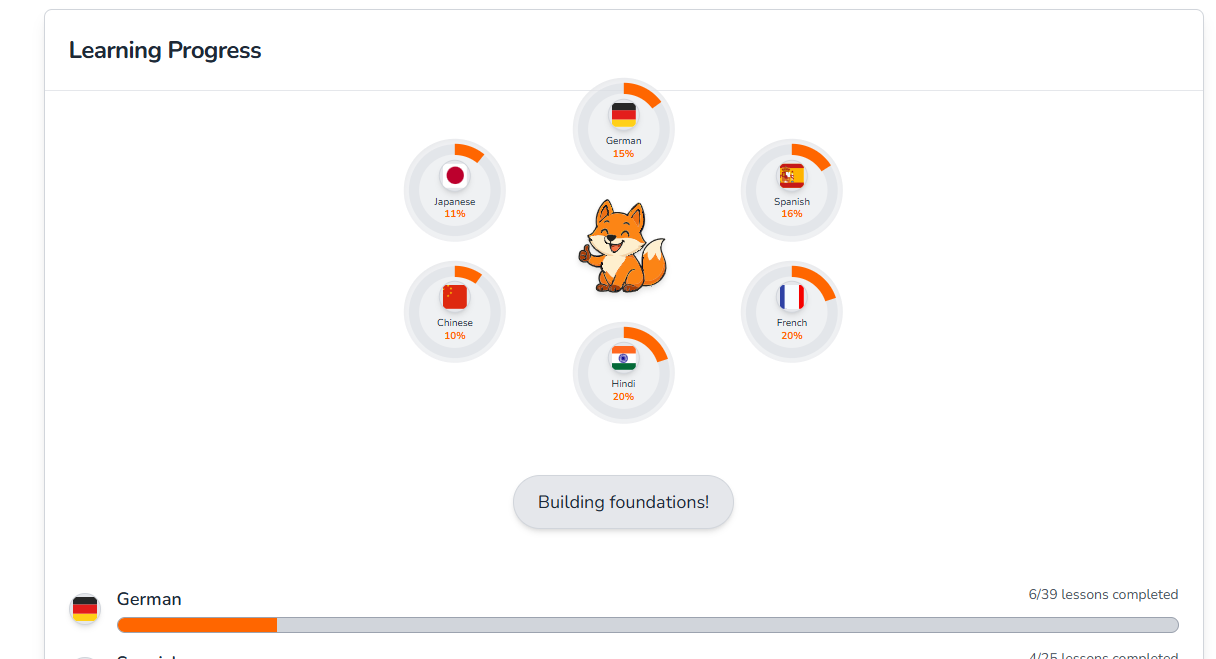 Learning Progress
German
15%
Japanese
11%
Spanish
16%
Chinese
10%
French
20%
Hindi
20%
Building foundations!
German
6/39 lessons completed
Spanish
4/25 lessons completed